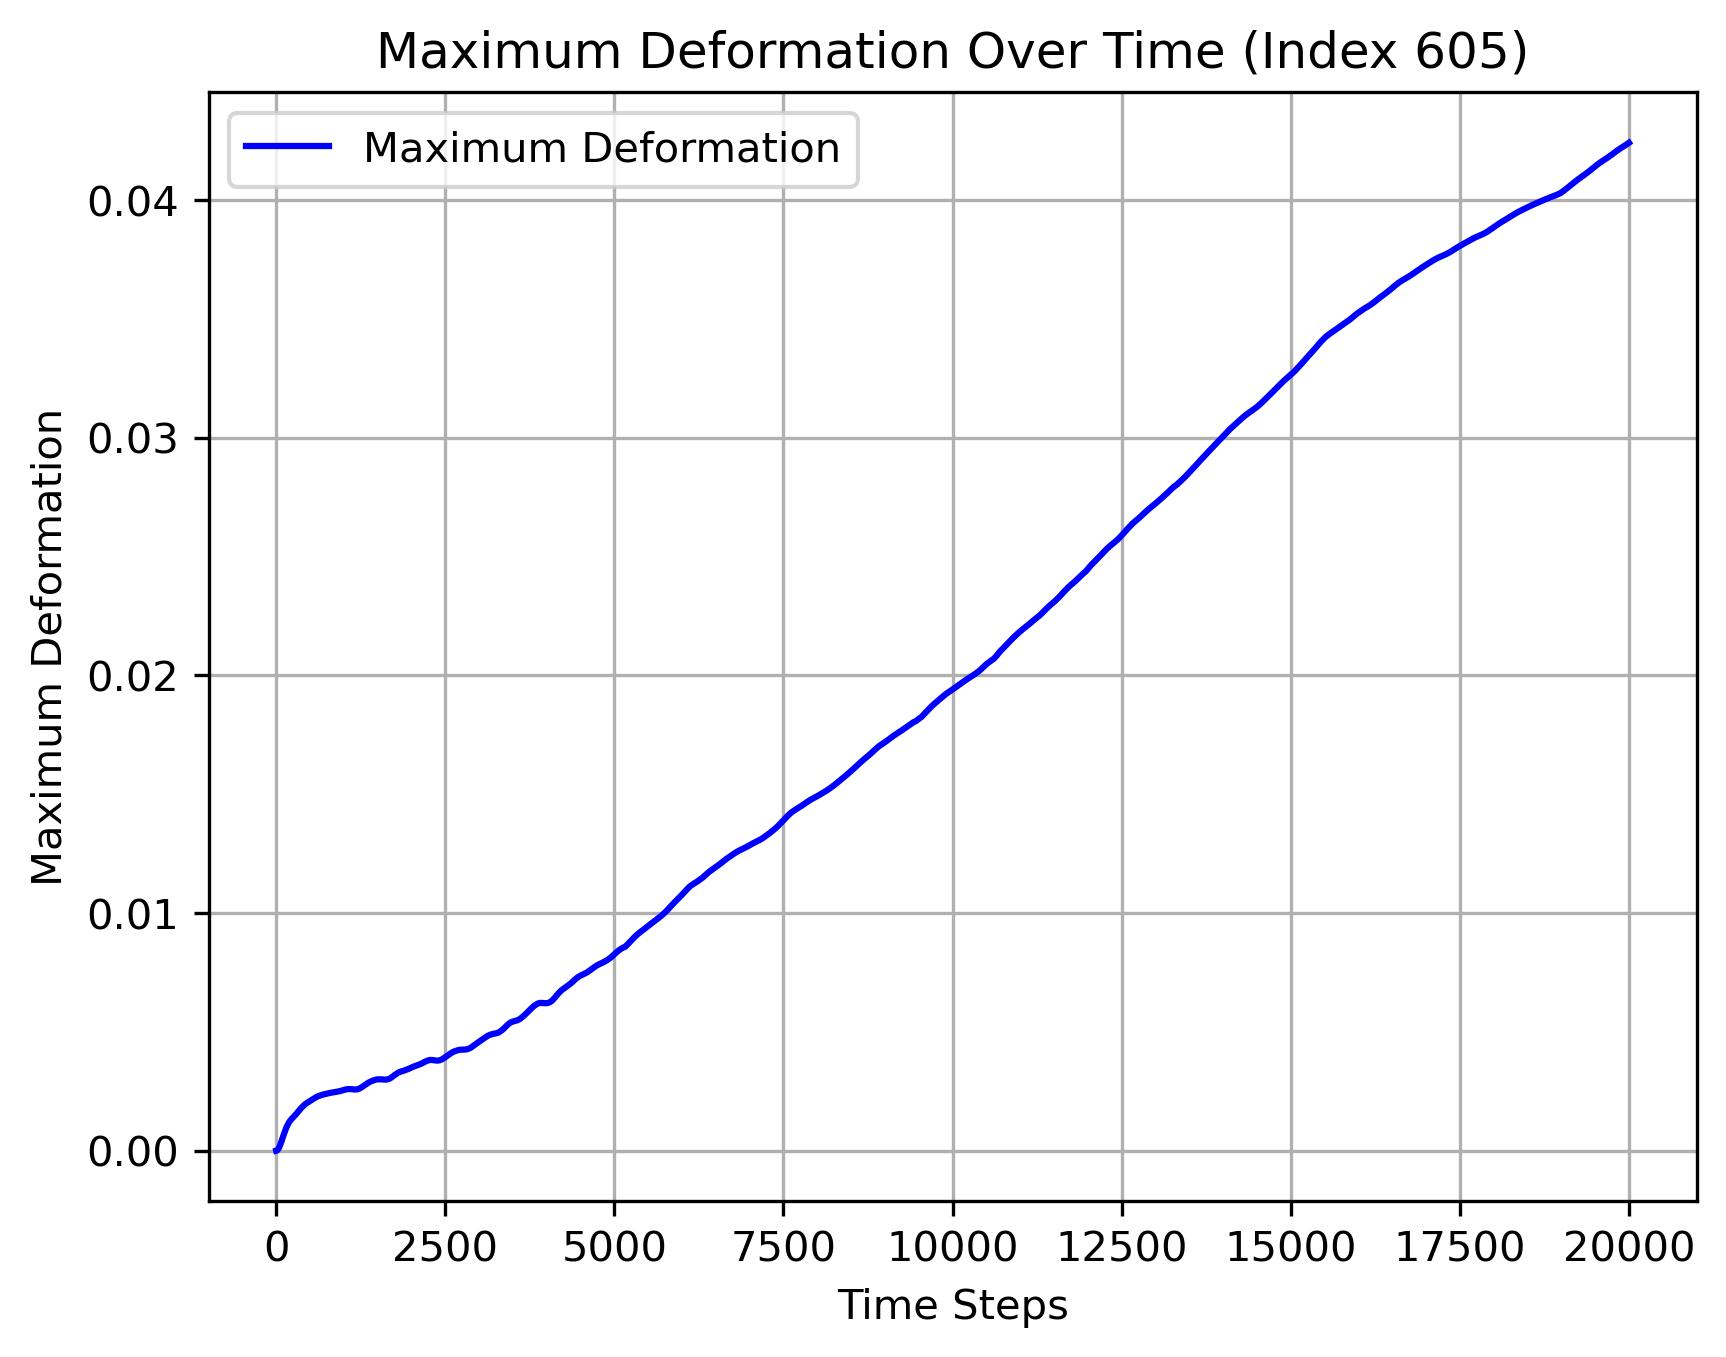 Maximum Deformation Over Time (Index 605)
Maximum Deformation
0.04
0.03
0.02
0.01
0.00
Maximum Deformation
0 2500 5000 7500 10000 12500 15000 17500 20000
Time Steps